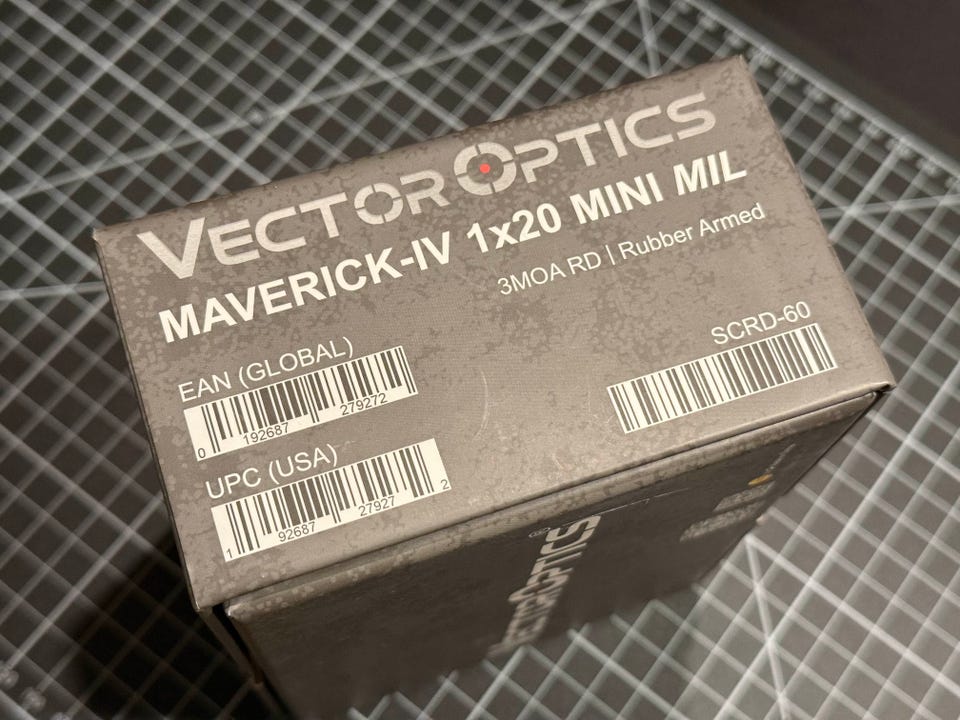 VECTOR OPTICS
MAVERICK-IV 1x20 MINI MIL
3MOA RD | Rubber Armed
EAN (GLOBAL)
0 192687 279272
SCRD-60
UPC (USA)
1 92687 27927 2
VECTOR OPTICS